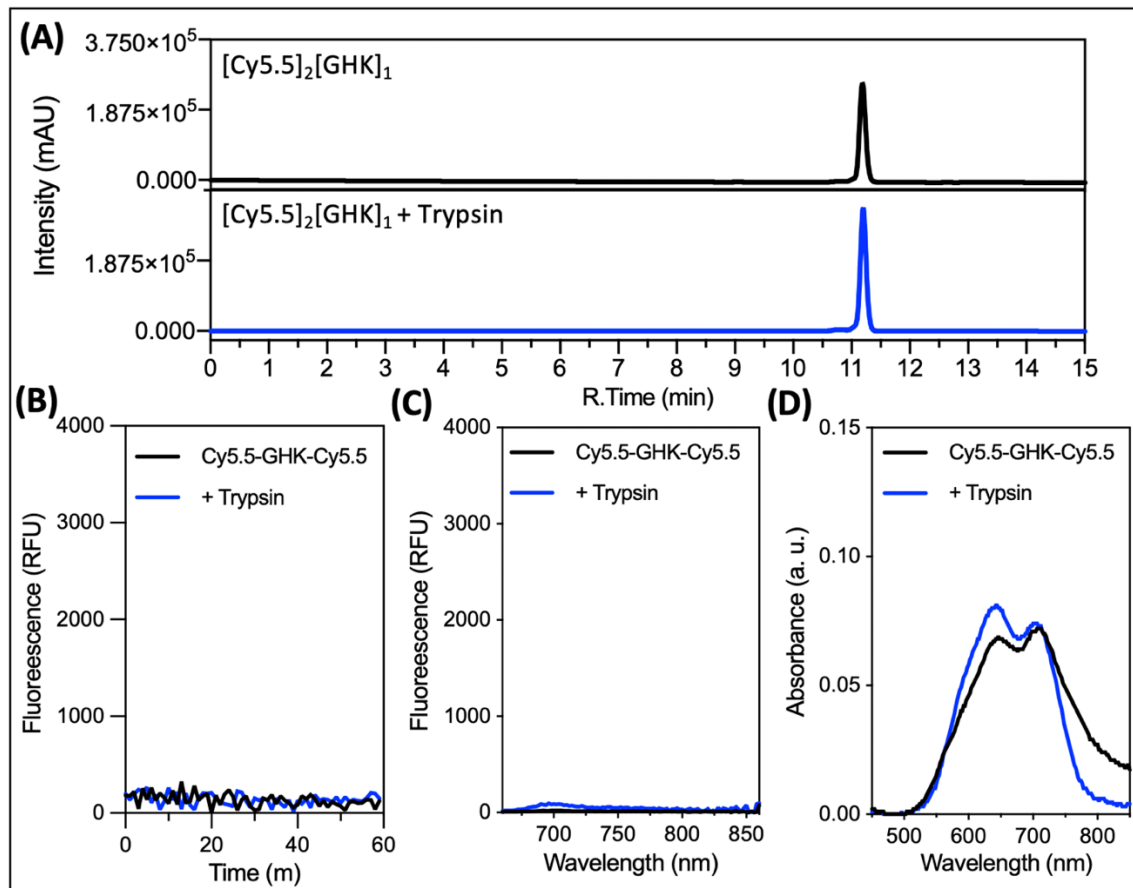 (A)
3.750×10⁵
1.875×10⁵
0.000
[Cy5.5]₂[GHK]₁
1.875×10⁵
0.000
[Cy5.5]₂[GHK]₁ + Trypsin
Intensity (mAU)
0 1 2 3 4 5 6 7 8 9 10 11 12 13 14 15
R.Time (min)
(B)
4000
3000
2000
1000
0
Fluoreescence (RFU)
Cy5.5-GHK-Cy5.5
+ Trypsin
0 20 40 60
Time (m)
(C)
4000
3000
2000
1000
0
Fluoreescence (RFU)
Cy5.5-GHK-Cy5.5
+ Trypsin
700 750 800 850
Wavelength (nm)
(D)
0.15
0.10
0.05
0.00
Absorbance (a. u.)
Cy5.5-GHK-Cy5.5
+ Trypsin
500 600 700 800
Wavelength (nm)